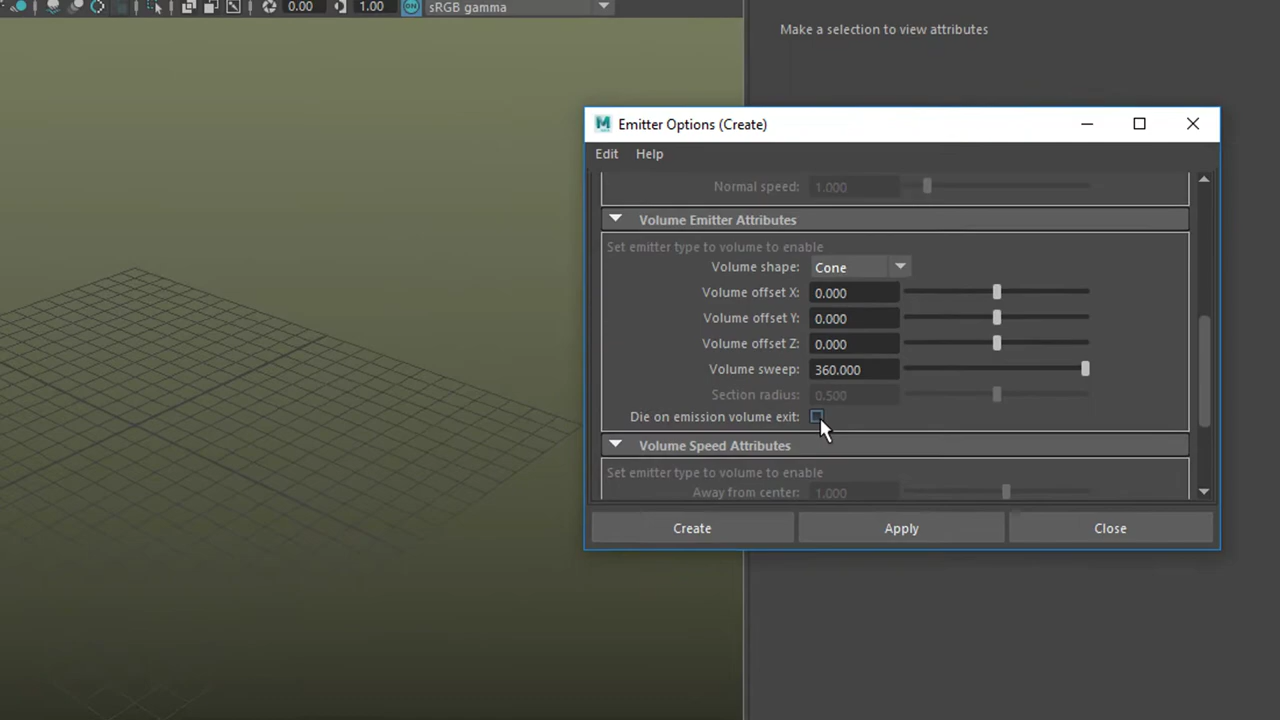 0.00 1.00 ON sRGB gamma
Make a selection to view attributes
M Emitter Options (Create)
Edit Help
Normal speed: 1.000
Volume Emitter Attributes
Set emitter type to volume to enable
Volume shape: Cone
Volume offset X: 0.000
Volume offset Y: 0.000
Volume offset Z: 0.000
Volume sweep: 360.000
Section radius: 0.500
Die on emission volume exit:
Volume Speed Attributes
Set emitter type to volume to enable
Away from center: 1.000
Create Apply Close